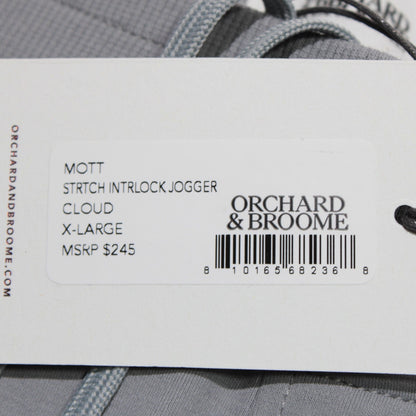 MOTT
STRTCH INTRLOCK JOGGER
CLOUD
X-LARGE
MSRP $245
ORCHARD
& BROOME
8 10165 68236 8
ORCHARDANDBROOME.COM